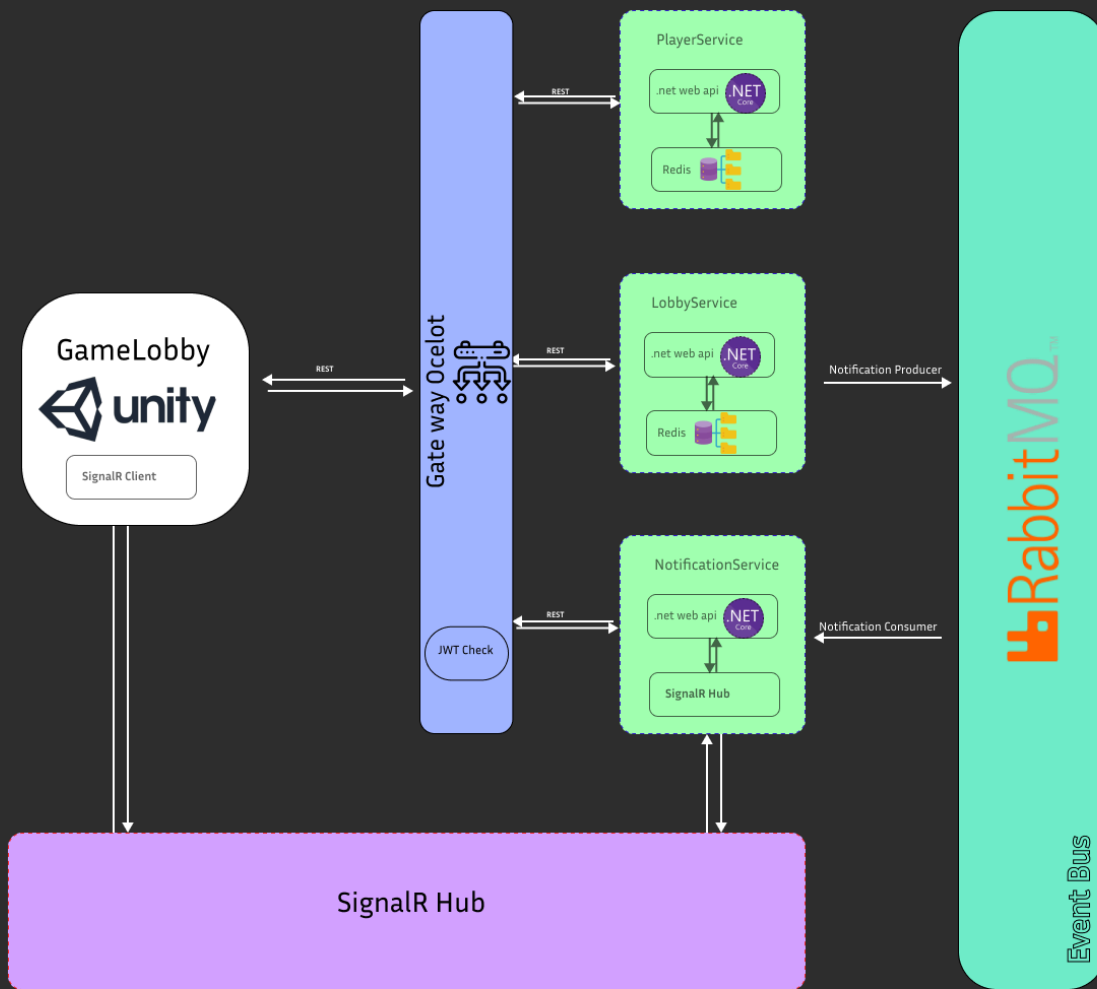 PlayerService
.net web api
.NET
Core
Redis
REST
GameLobby
unity
SignalR Client
REST
Gate way Ocelot
JWT Check
REST
LobbyService
.net web api
.NET
Core
Redis
Notification Producer
REST
NotificationService
.net web api
.NET
Core
SignalR Hub
Notification Consumer
RabbitMQ™
Event Bus
SignalR Hub